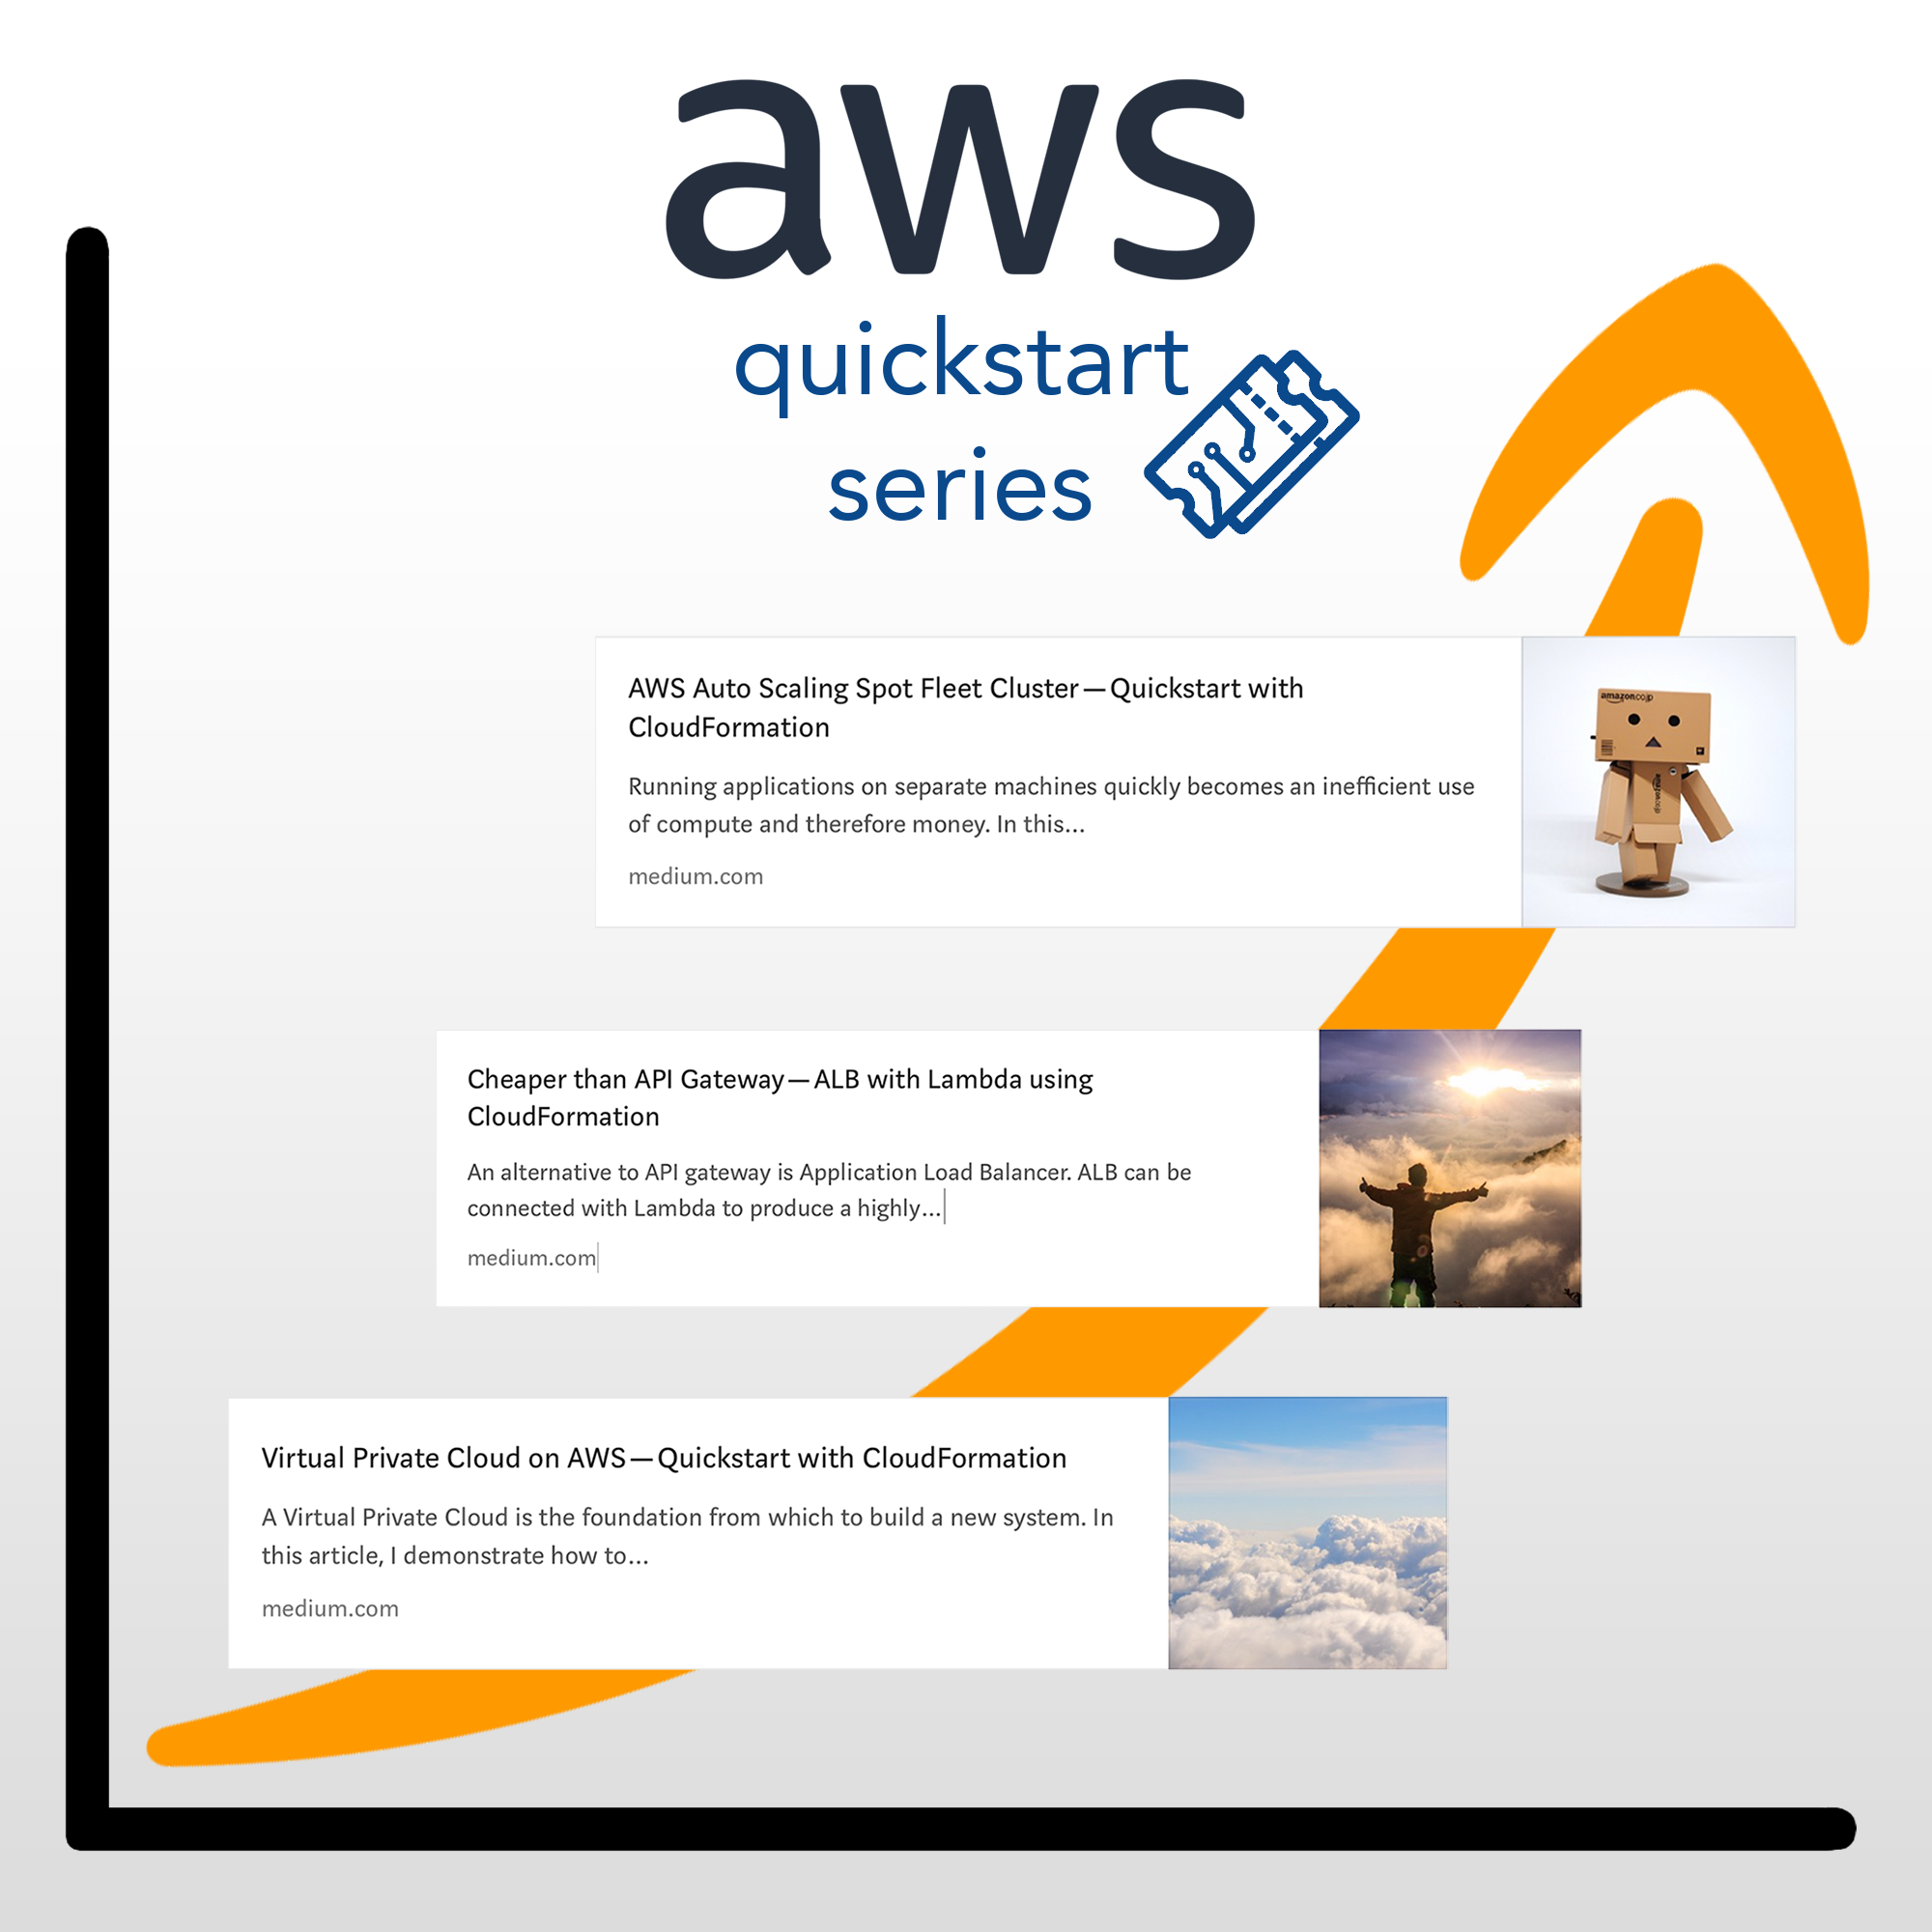 aws
quickstart
series
AWS Auto Scaling Spot Fleet Cluster — Quickstart with
CloudFormation
Running applications on separate machines quickly becomes an inefficient use
of compute and therefore money. In this...
medium.com
amazon.co.jp
Cheaper than API Gateway — ALB with Lambda using
CloudFormation
An alternative to API gateway is Application Load Balancer. ALB can be
connected with Lambda to produce a highly...
medium.com
Virtual Private Cloud on AWS — Quickstart with CloudFormation
A Virtual Private Cloud is the foundation from which to build a new system. In
this article, I demonstrate how to...
medium.com